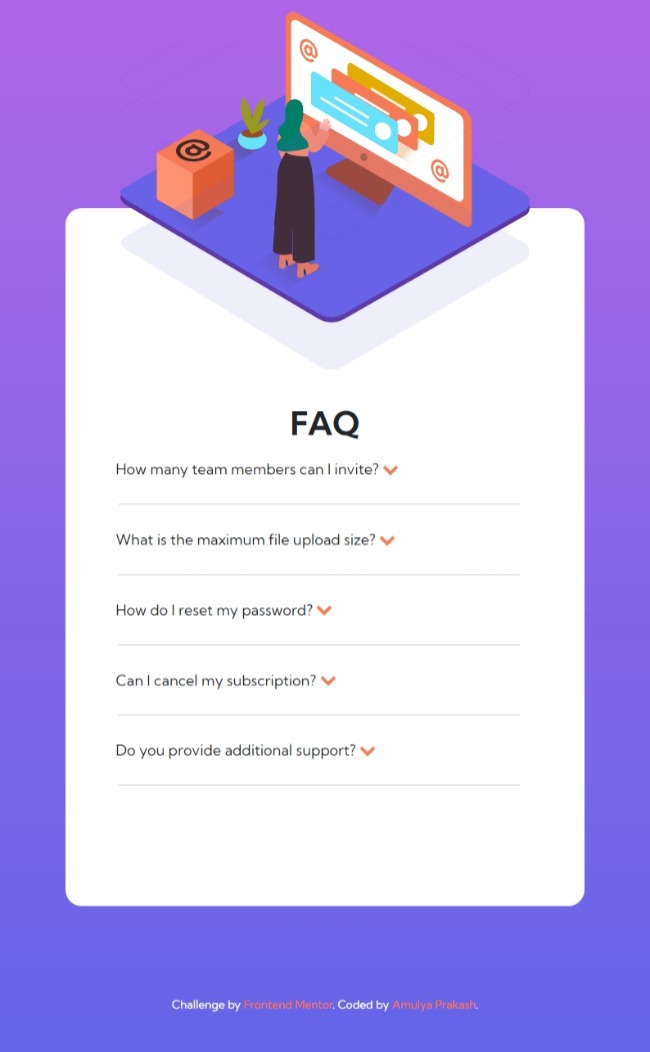 @
@
@
FAQ
How many team members can I invite?
What is the maximum file upload size?
How do I reset my password?
Can I cancel my subscription?
Do you provide additional support?
Challenge by Frontend Mentor. Coded by Amulya Prakash.